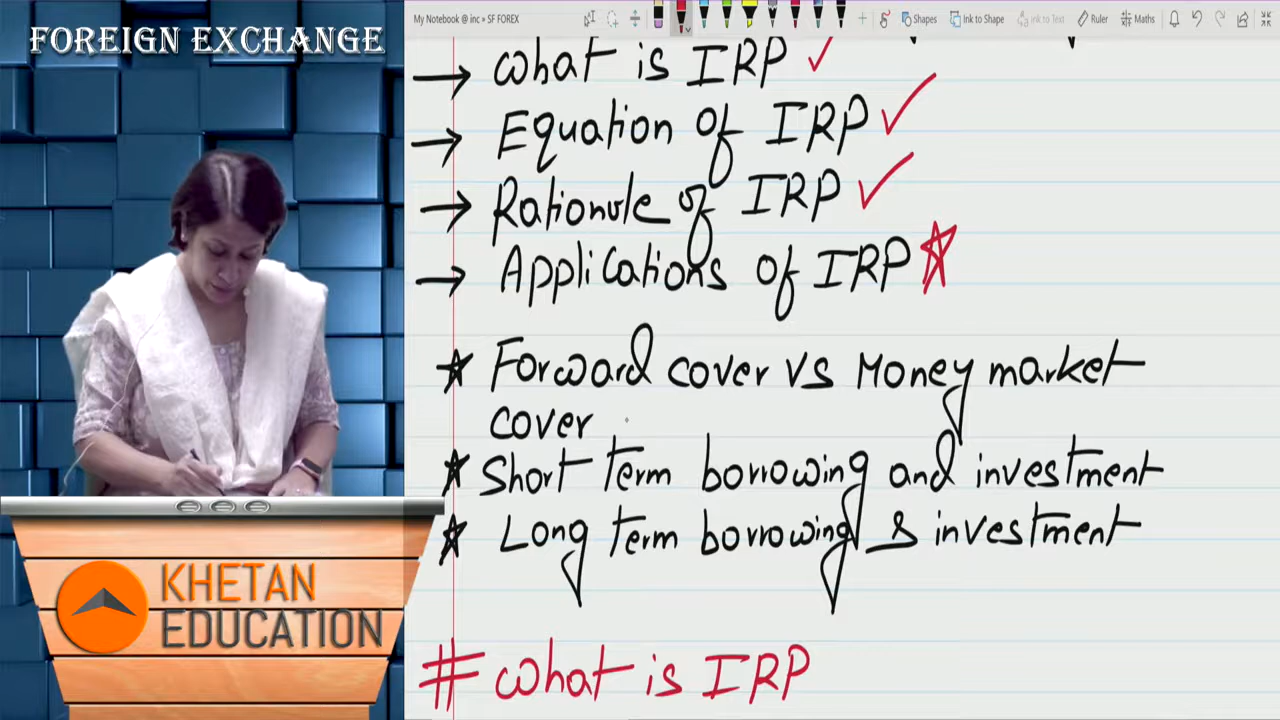 FOREIGN EXCHANGE
My Notebook @ inc » SF FOREX
Shapes
Ink to Shape
Ink to Text
Ruler
Maths
→ What is IRP ✓
→ Equation of IRP ✓
→ Rationale of IRP ✓
→ Applications of IRP ☆
★ Forward cover vs Money market
cover
★ Short term borrowing and investment
★ Long term borrowing & investment
# What is IRP
KHETAN
EDUCATION